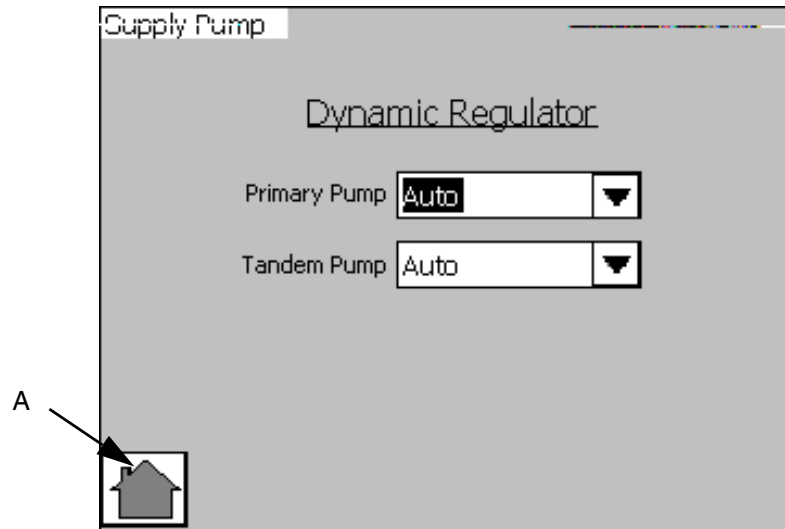 Supply Pump
Dynamic Regulator
Primary Pump Auto
Tandem Pump Auto
A